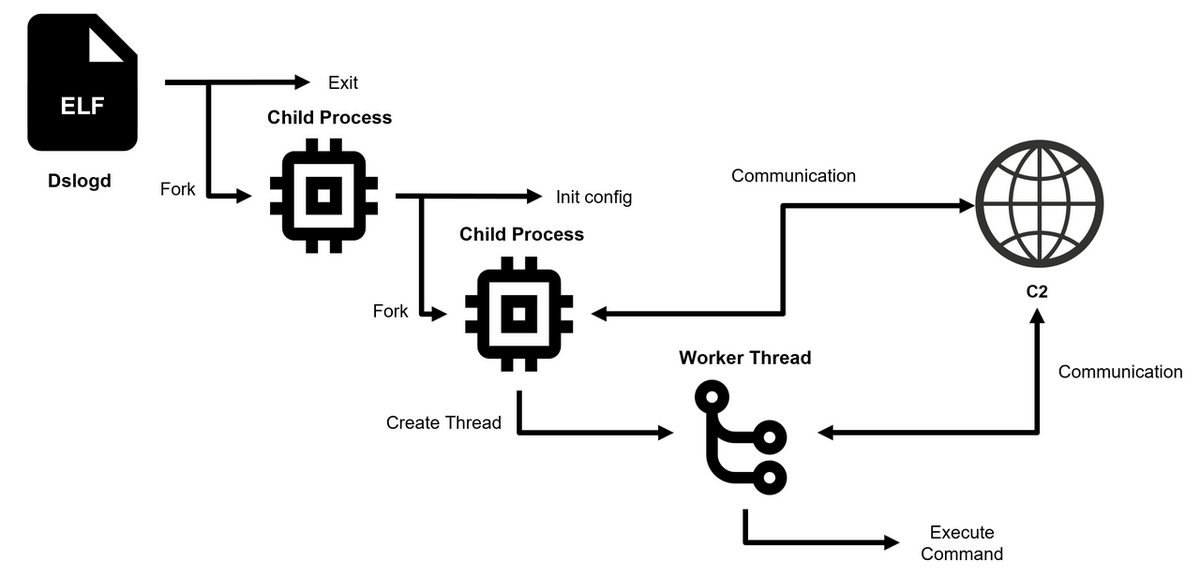 ELF
Dslogd
Exit
Child Process
Fork
Init config
Child Process
Fork
Communication
C2
Worker Thread
Communication
Create Thread
Execute
Command